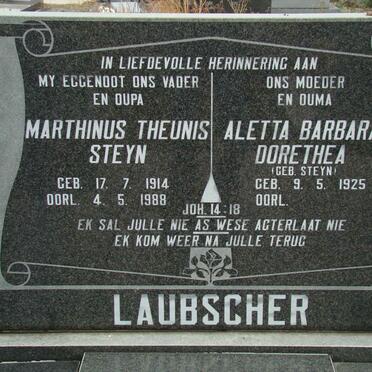 IN LIEFDEVOLLE HERINNERING AAN
MY EGGENOOT ONS VADER
EN OUPA
MARTHINUS THEUNIS
STEYN
GEB. 17. 7. 1914
OORL. 4. 5. 1988
ONS MOEDER
EN OUMA
ALETTA BARBARA
DORETHEA
(GEB. STEYN)
GEB. 9. 5. 1925
OORL.
JOH. 14:18
EK SAL JULLE NIE AS WESE AGTERLAAT NIE
EK KOM WEER NA JULLE TERUG
LAUBSCHER